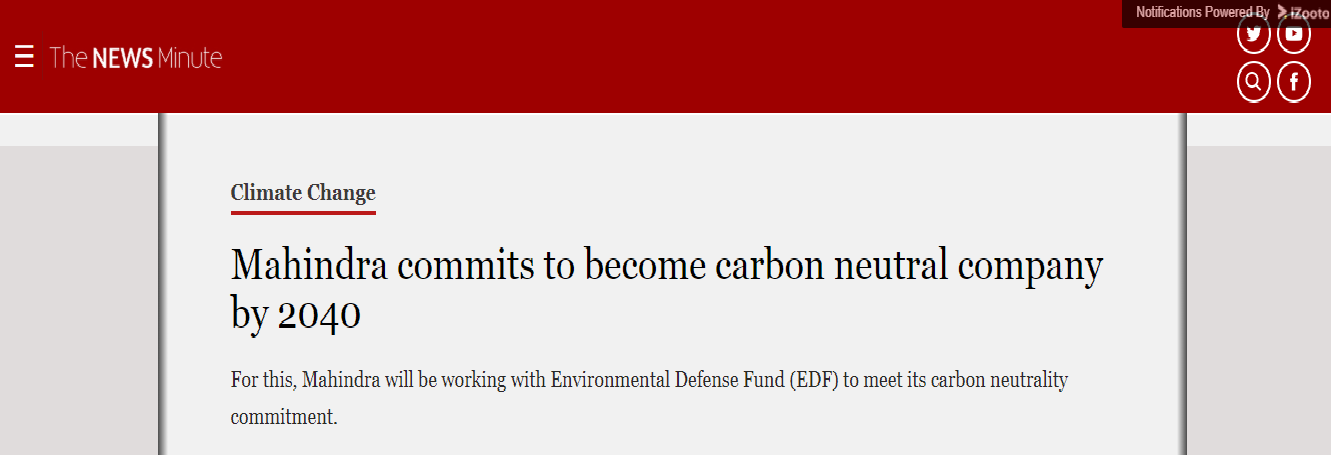 Notifications Powered By iZooto
The NEWS Minute
Climate Change
Mahindra commits to become carbon neutral company
by 2040
For this, Mahindra will be working with Environmental Defense Fund (EDF) to meet its carbon neutrality
commitment.